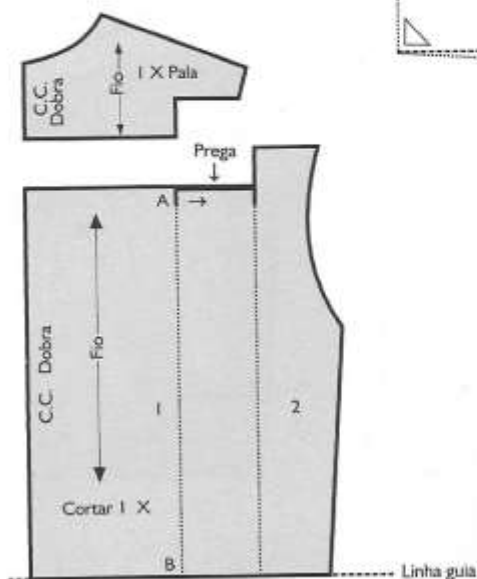 C.C.
Dobra
Fio
1 X Pala
Prega
A
C.C. Dobra
Fio
1
2
Cortar 1 X
B
Linha guia